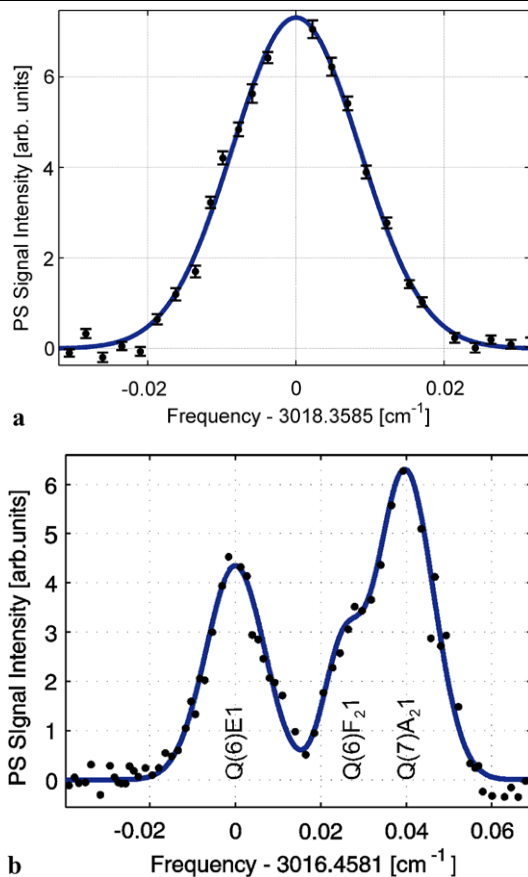 PS Signal Intensity [arb. units]
6
4
2
0
-0.02
0
0.02
Frequency - 3018.3585 [cm⁻¹]
a
PS SIgnal Intensity [arb.units]
6
5
4
3
2
1
0
Q(6)E1
Q(6)F₂1
Q(7)A₂1
-0.02
0
0.02
0.04
0.06
Frequency - 3016.4581 [cm⁻¹]
b